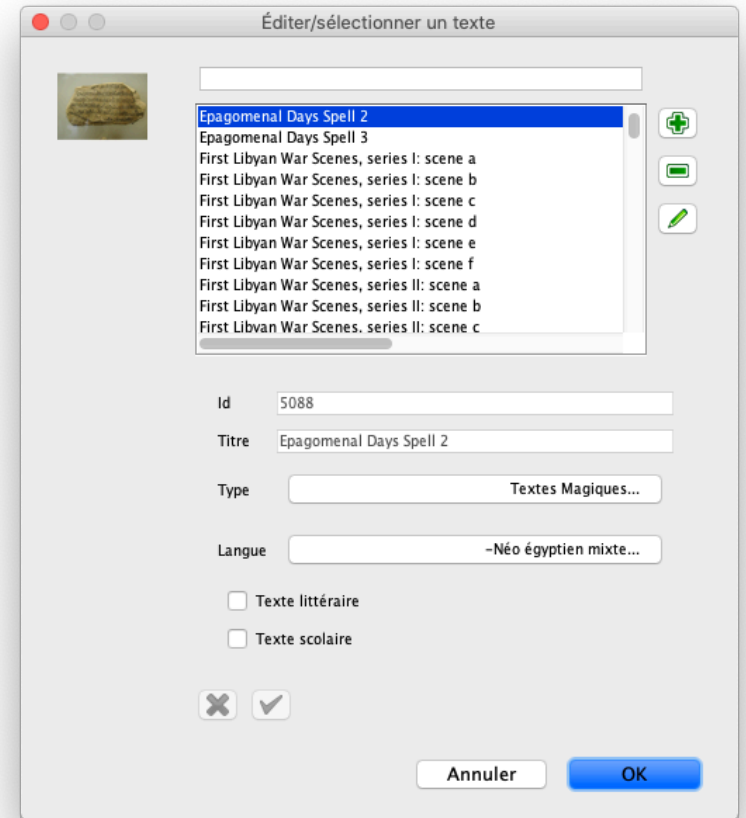 Éditer/sélectionner un texte
Epagomenal Days Spell 2
Epagomenal Days Spell 3
First Libyan War Scenes, series I: scene a
First Libyan War Scenes, series I: scene b
First Libyan War Scenes, series I: scene c
First Libyan War Scenes, series I: scene d
First Libyan War Scenes, series I: scene e
First Libyan War Scenes, series I: scene f
First Libyan War Scenes, series II: scene a
First Libyan War Scenes, series II: scene b
First Libyan War Scenes, series II: scene c
Id 5088
Titre Epagomenal Days Spell 2
Type Textes Magiques...
Langue -Néo égyptien mixte...
Texte littéraire
Texte scolaire
Annuler OK